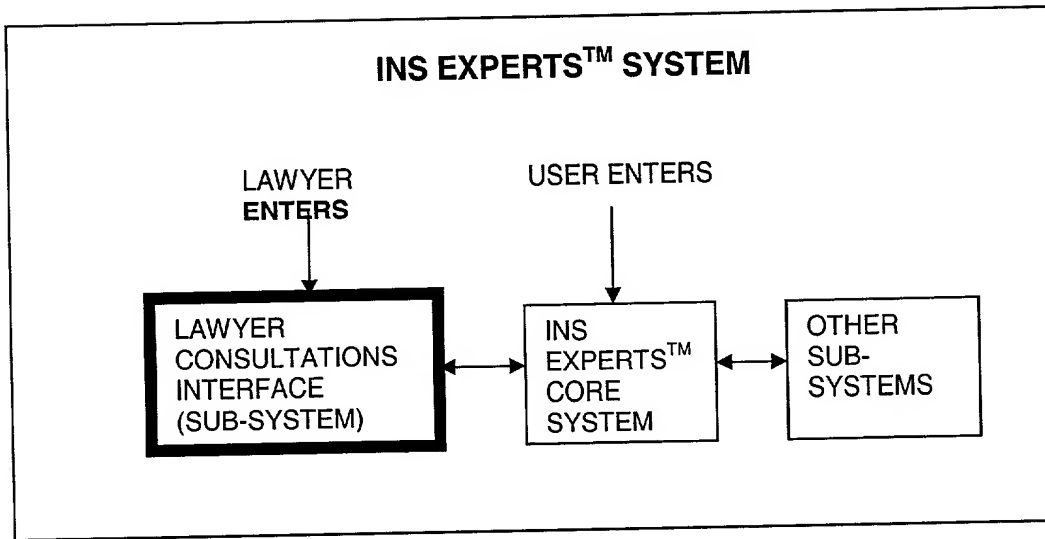 INS EXPERTS™ SYSTEM
LAWYER
ENTERS
USER ENTERS
LAWYER
CONSULTATIONS
INTERFACE
(SUB-SYSTEM)
INS
EXPERTS™
CORE
SYSTEM
OTHER
SUB-
SYSTEMS